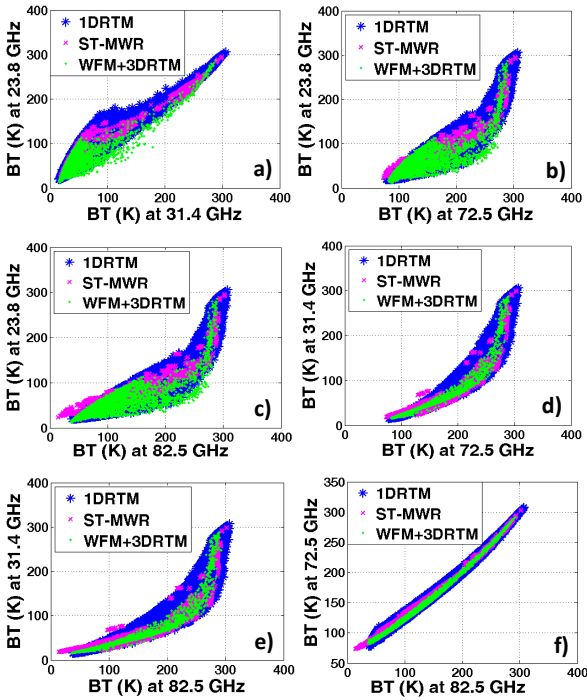 400
300
200
100
0
BT (K) at 23.8 GHz
1DRTM
ST-MWR
WFM+3DRTM
a)
0 100 200 300 400
BT (K) at 31.4 GHz
400
300
200
100
0
BT (K) at 23.8 GHz
1DRTM
ST-MWR
WFM+3DRTM
b)
0 100 200 300 400
BT (K) at 72.5 GHz
400
300
200
100
0
BT (K) at 23.8 GHz
1DRTM
ST-MWR
WFM+3DRTM
c)
0 100 200 300 400
BT (K) at 82.5 GHz
400
300
200
100
0
BT (K) at 31.4 GHz
1DRTM
ST-MWR
WFM+3DRTM
d)
0 100 200 300 400
BT (K) at 72.5 GHz
400
300
200
100
0
BT (K) at 31.4 GHz
1DRTM
ST-MWR
WFM+3DRTM
e)
0 100 200 300 400
BT (K) at 82.5 GHz
350
300
250
200
150
100
50
BT (K) at 72.5 GHz
1DRTM
ST-MWR
WFM+3DRTM
f)
0 100 200 300 400
BT (K) at 82.5 GHz